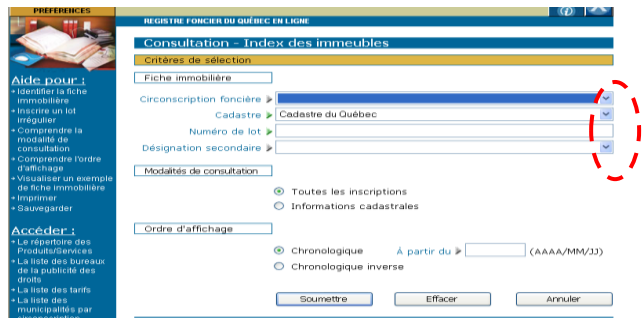 PRÉFÉRENCES
REGISTRE FONCIER DU QUÉBEC EN LIGNE
Consultation - Index des immeubles
Critères de sélection
Fiche immobilière
Circonscription foncière
Cadastre
Cadastre du Québec
Numéro de lot
Désignation secondaire
Modalités de consultation
Toutes les inscriptions
Informations cadastrales
Ordre d'affichage
Chronologique À partir du (AAAA/MM/JJ)
Chronologique inverse
Soumettre Effacer Annuler
Aide pour :
Identifier la fiche
immobilière
Inscrire un lot
irrégulier
Comprendre la
modalité de
consultation
Comprendre l'ordre
d'affichage
Visualiser un exemple
de fiche immobilière
Imprimer
Sauvegarder
Accéder :
Le répertoire des
Produits/Services
La liste des bureaux
de la publicité des
droits
La liste des tarifs
La liste des
municipalités par
circonscription